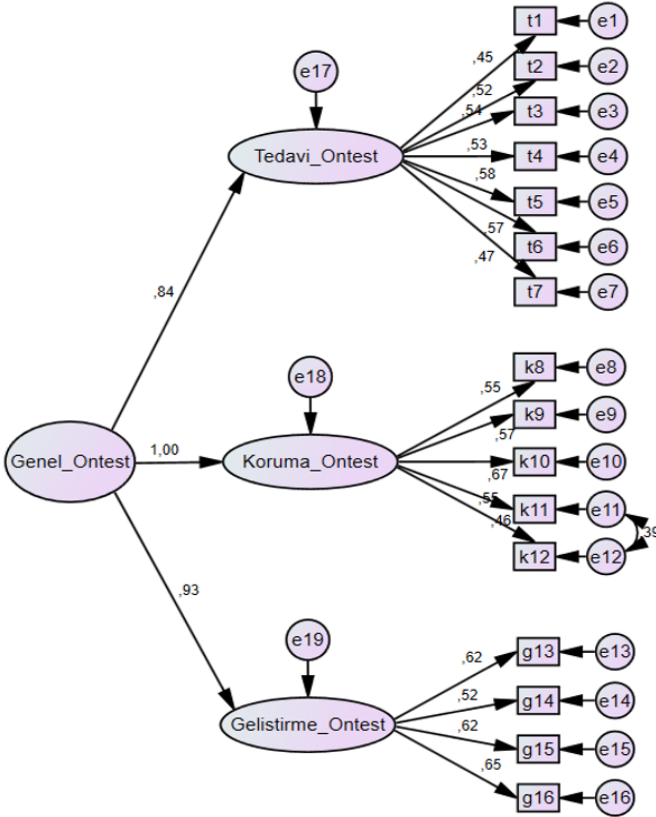 t1
e1
,45
e17
t2
e2
,52
,54
t3
e3
Tedavi_Ontest
,53
t4
e4
,58
t5
e5
,57
t6
e6
,47
t7
e7
,84
k8
e8
e18
,55
k9
e9
,57
Genel_Ontest
1,00
Koruma_Ontest
k10
e10
,67
,55
k11
e11
,46
,39
k12
e12
,93
e19
,62
g13
e13
,52
g14
e14
Gelistirme_Ontest
,62
g15
e15
,65
g16
e16